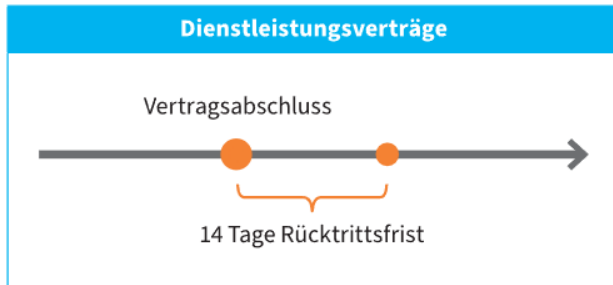 Dienstleistungsverträge
Vertragsabschluss
14 Tage Rücktrittsfrist